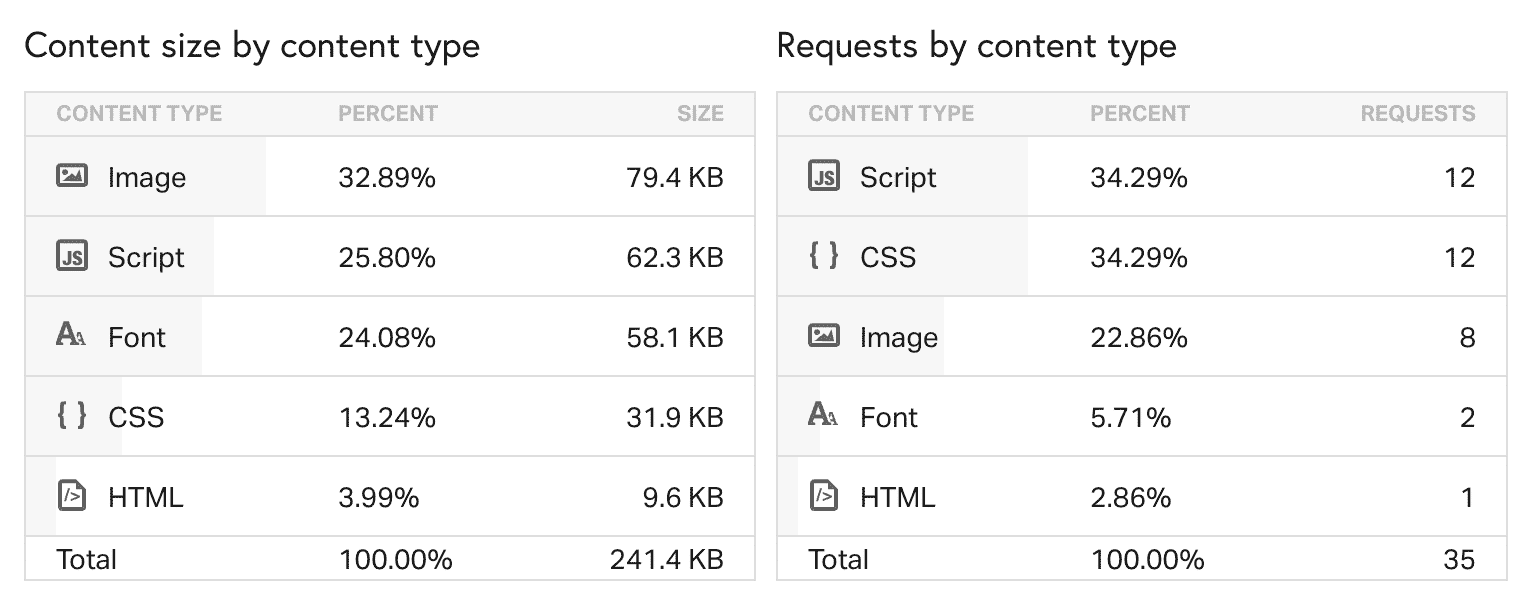 Content size by content type
CONTENT TYPE PERCENT SIZE
Image 32.89% 79.4 KB
JS Script 25.80% 62.3 KB
AA Font 24.08% 58.1 KB
{ } CSS 13.24% 31.9 KB
</> HTML 3.99% 9.6 KB
Total 100.00% 241.4 KB
Requests by content type
CONTENT TYPE PERCENT REQUESTS
JS Script 34.29% 12
{ } CSS 34.29% 12
Image 22.86% 8
AA Font 5.71% 2
</> HTML 2.86% 1
Total 100.00% 35